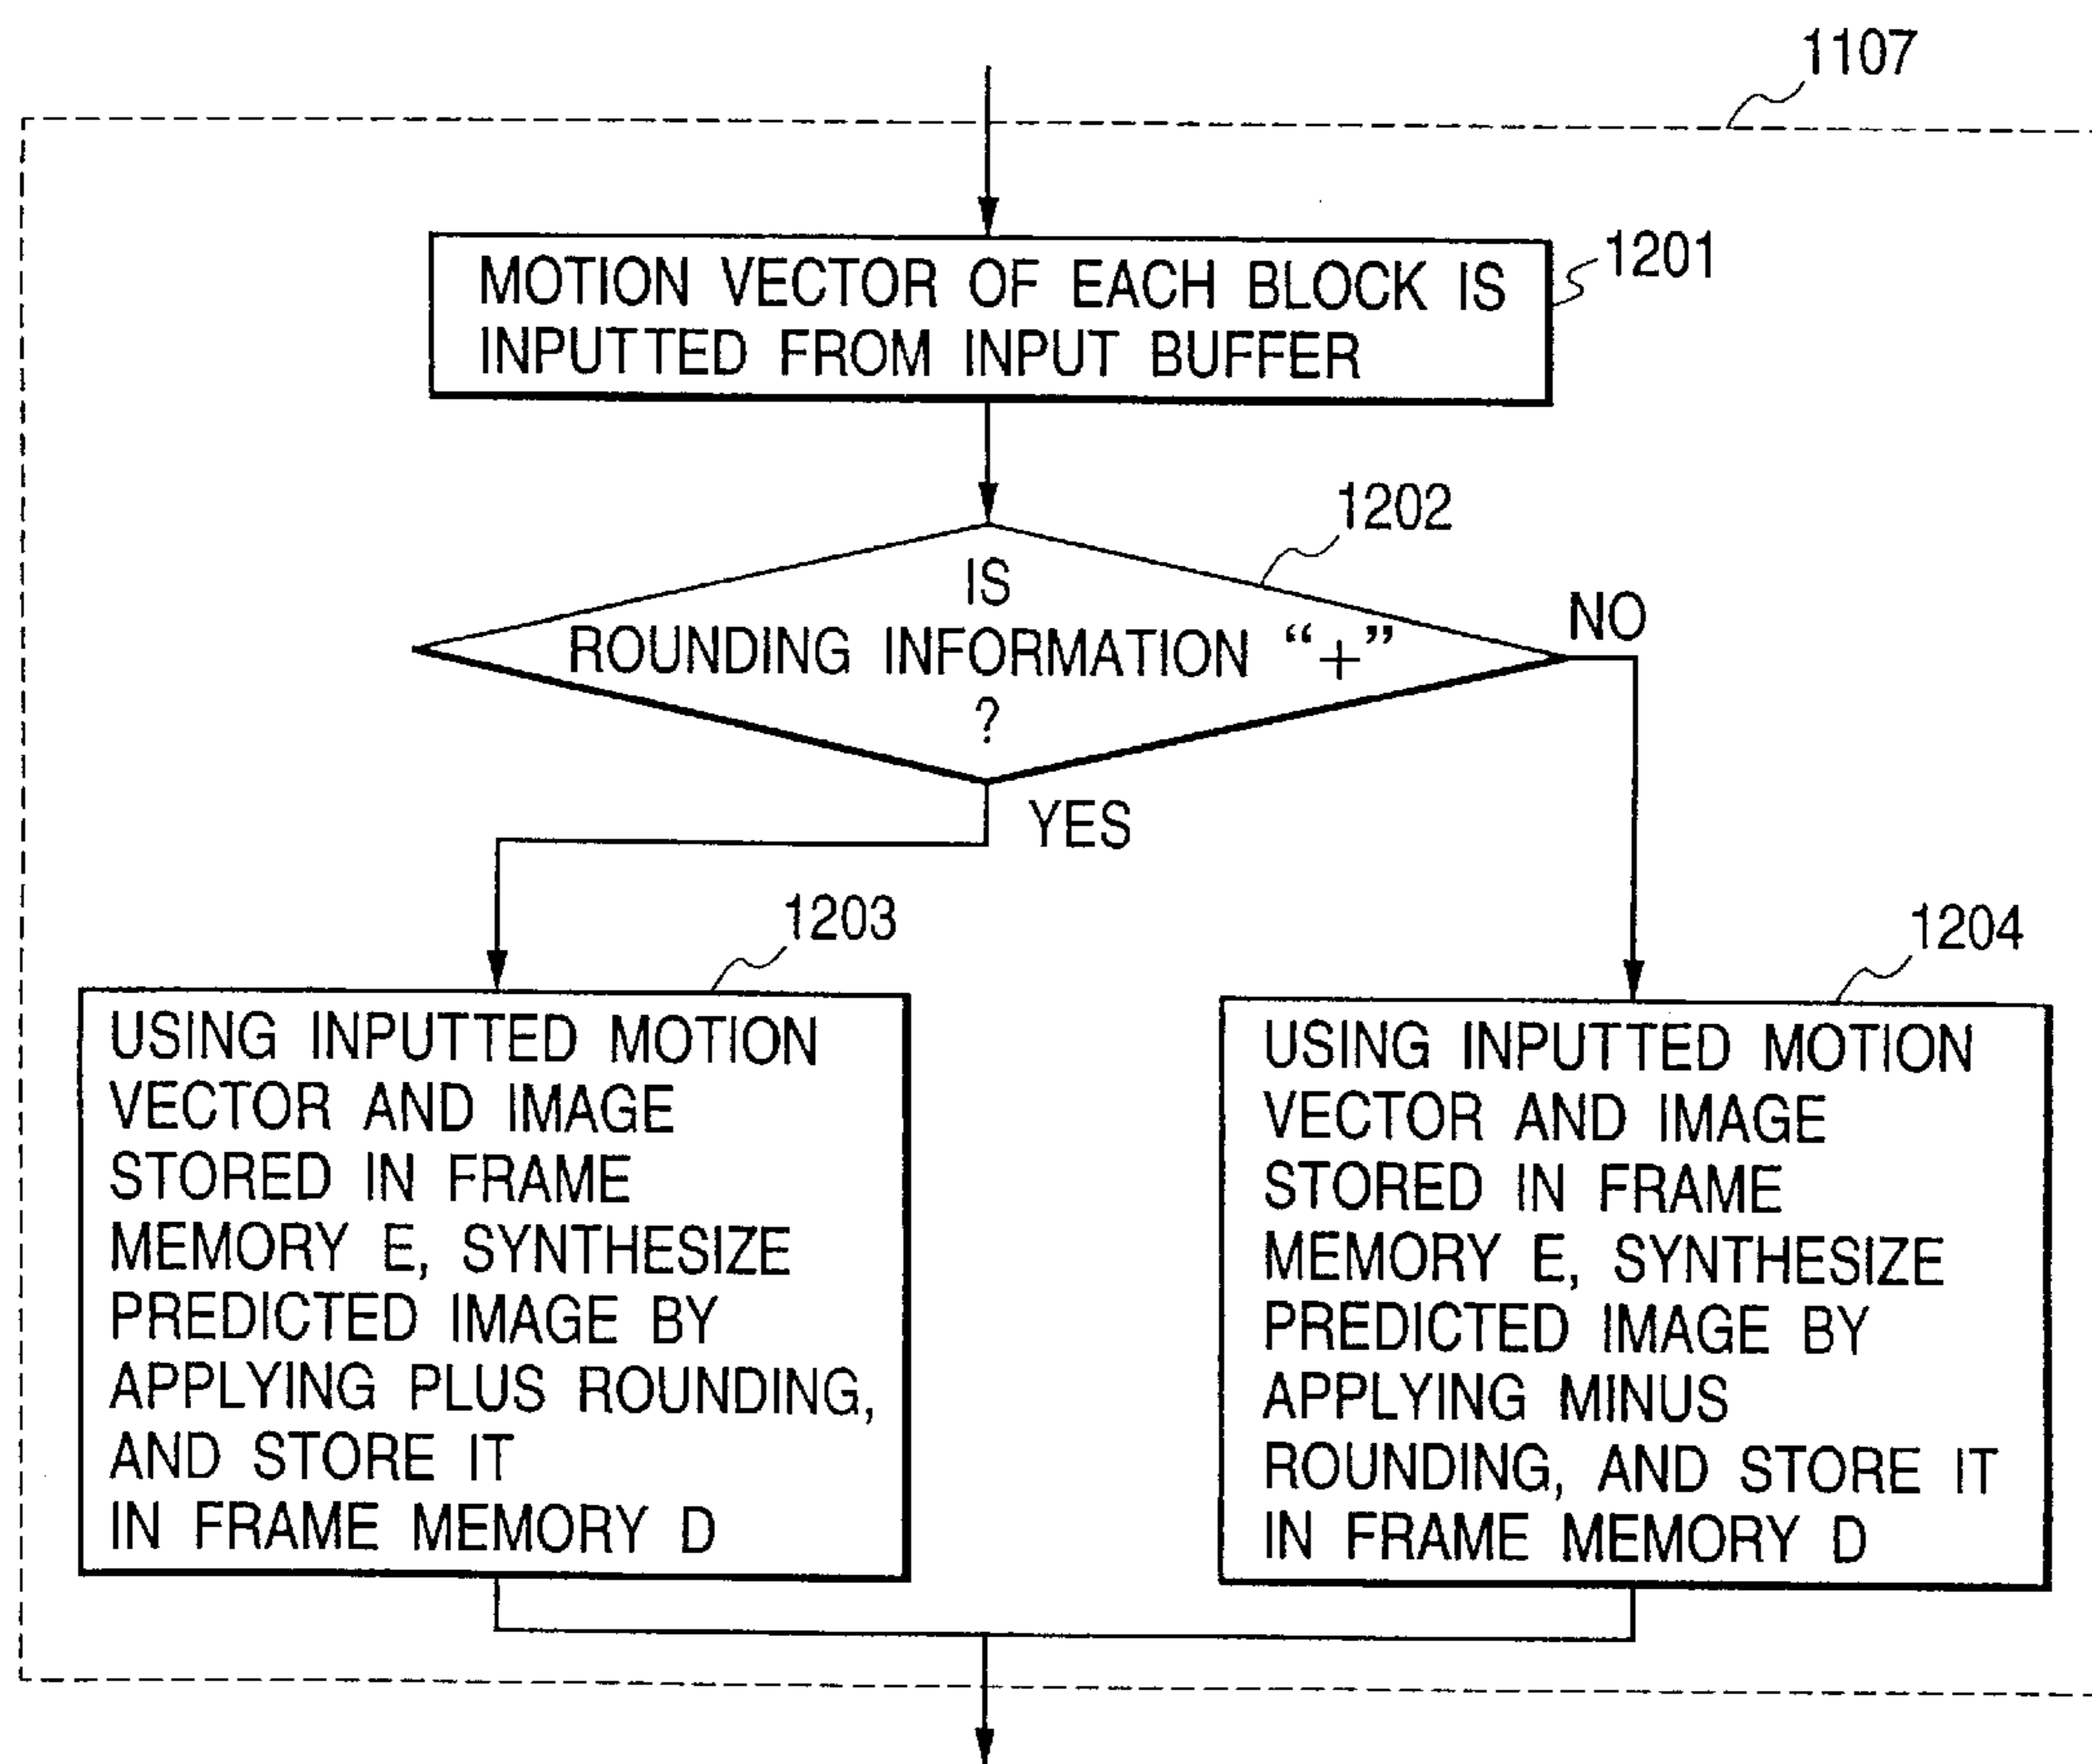 1107
MOTION VECTOR OF EACH BLOCK IS
INPUTTED FROM INPUT BUFFER
1201
1202
IS
ROUNDING INFORMATION “+”
?
NO
YES
1203
USING INPUTTED MOTION
VECTOR AND IMAGE
STORED IN FRAME
MEMORY E, SYNTHESIZE
PREDICTED IMAGE BY
APPLYING PLUS ROUNDING,
AND STORE IT
IN FRAME MEMORY D
1204
USING INPUTTED MOTION
VECTOR AND IMAGE
STORED IN FRAME
MEMORY E, SYNTHESIZE
PREDICTED IMAGE BY
APPLYING MINUS
ROUNDING, AND STORE IT
IN FRAME MEMORY D